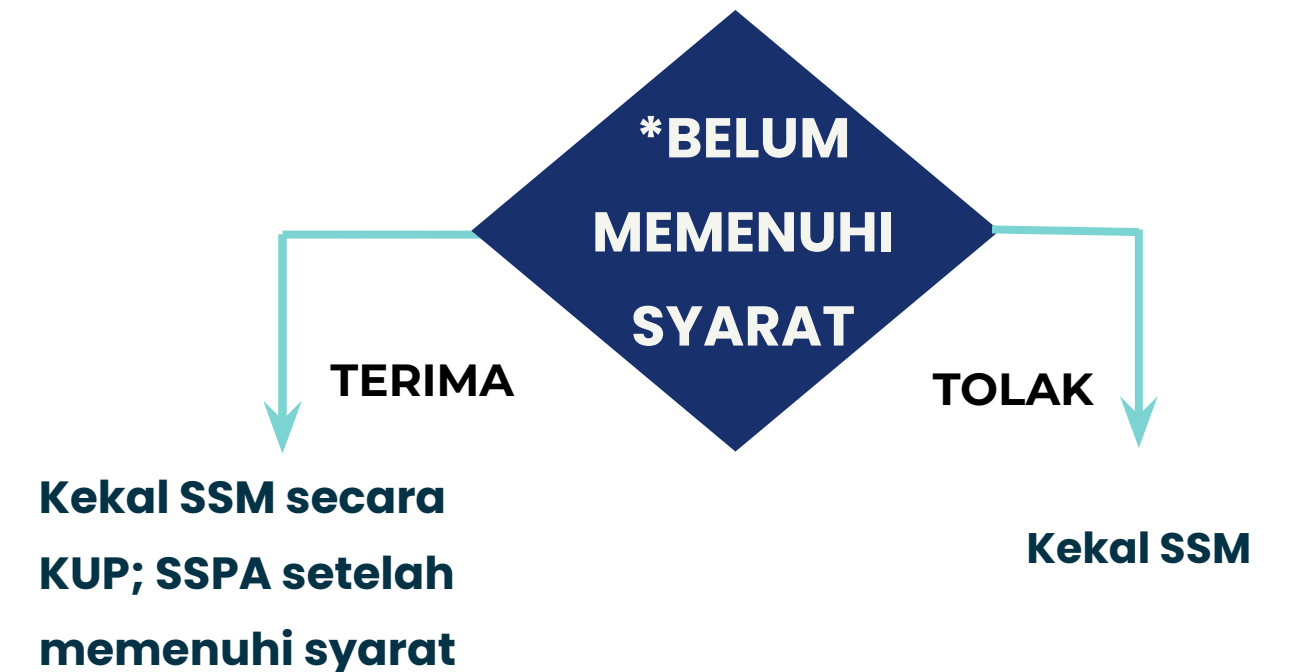 *BELUM
MEMENUHI
SYARAT
TERIMA
TOLAK
Kekal SSM secara
KUP; SSPA setelah
memenuhi syarat
Kekal SSM